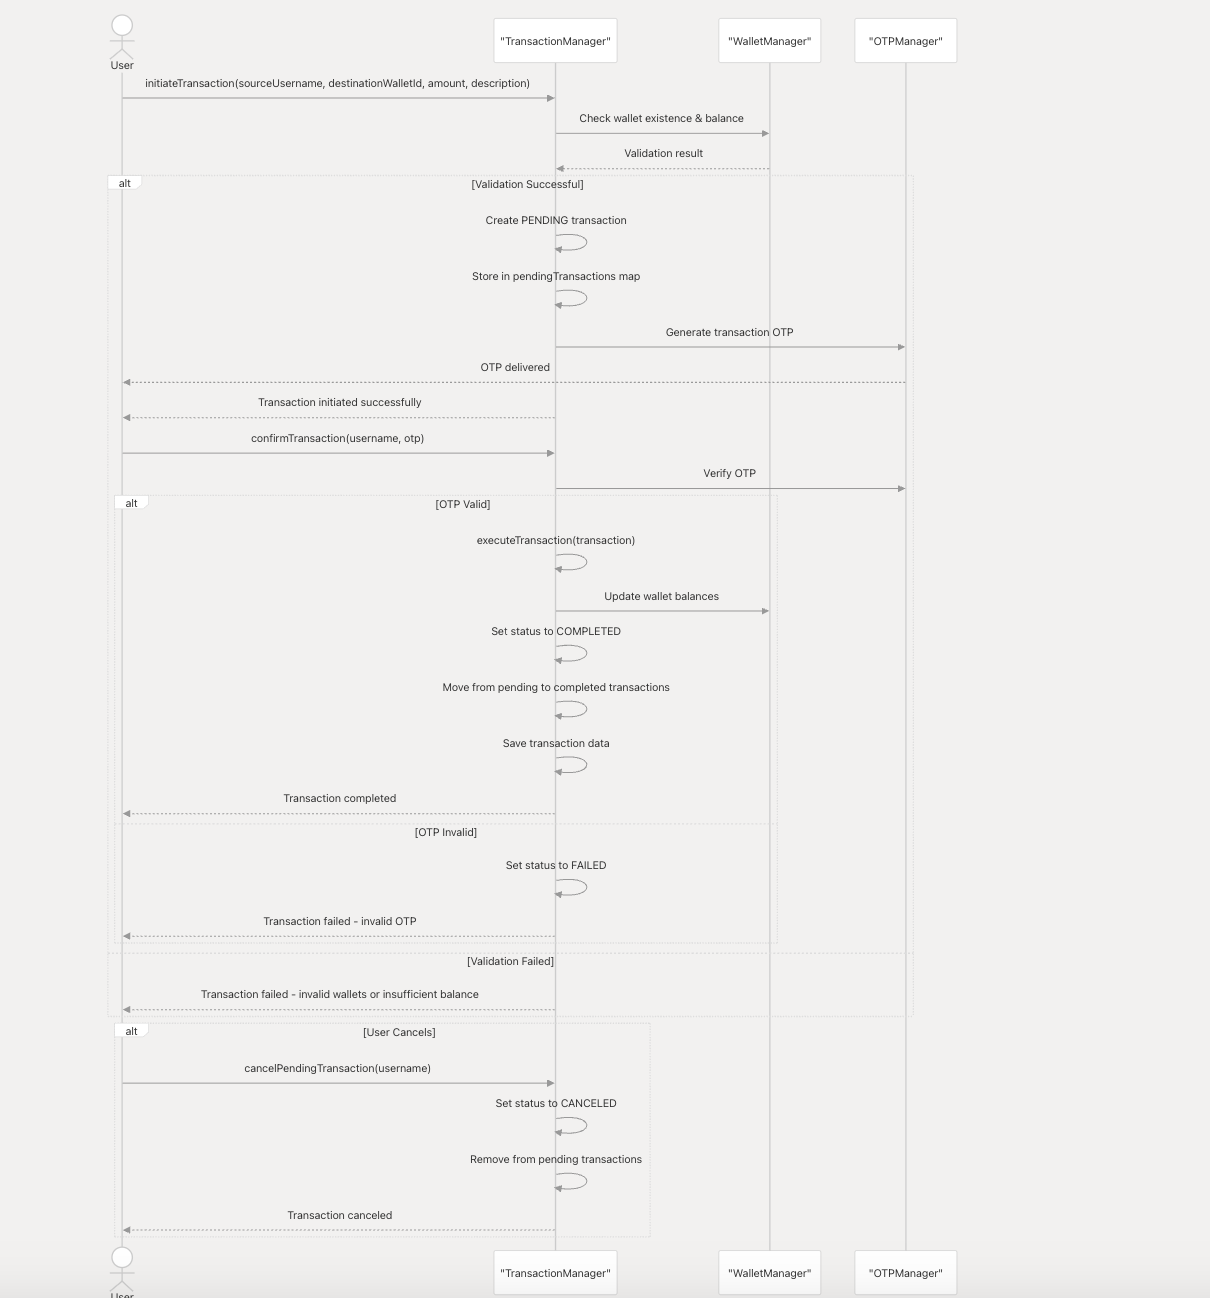 User
"TransactionManager"
"WalletManager"
"OTPManager"
initiateTransaction(sourceUsername, destinationWalletId, amount, description)
Check wallet existence & balance
Validation result
alt
[Validation Successful]
Create PENDING transaction
Store in pendingTransactions map
Generate transaction OTP
OTP delivered
Transaction initiated successfully
confirmTransaction(username, otp)
Verify OTP
alt
[OTP Valid]
executeTransaction(transaction)
Update wallet balances
Set status to COMPLETED
Move from pending to completed transactions
Save transaction data
Transaction completed
[OTP Invalid]
Set status to FAILED
Transaction failed - invalid OTP
[Validation Failed]
Transaction failed - invalid wallets or insufficient balance
alt
[User Cancels]
cancelPendingTransaction(username)
Set status to CANCELED
Remove from pending transactions
Transaction canceled
"TransactionManager"
"WalletManager"
"OTPManager"
User